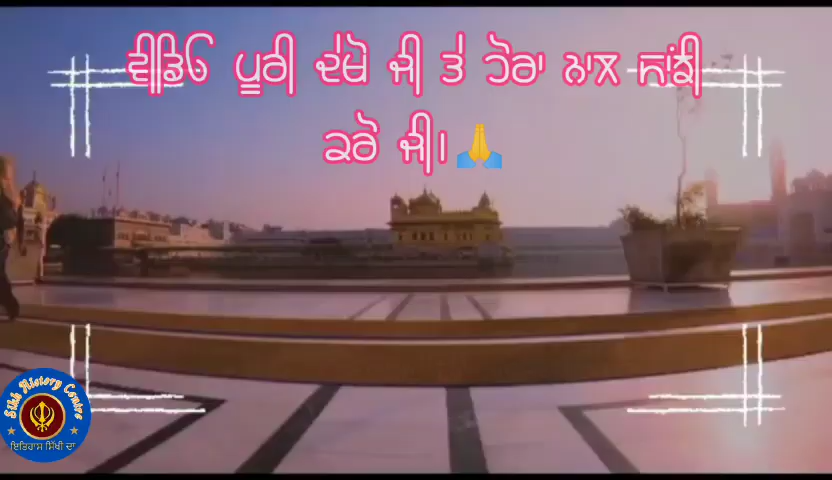 ਵੀਡਿਓ ਪੂਰੀ ਦੇਖੋ ਜੀ ਤੇ ਹੋਰਾ ਨਾਲ ਸਾਂਝੀ
ਕਰੋ ਜੀ।🙏
Sikh History Centre
ਇਤਿਹਾਸ ਸਿੱਖੀ ਦਾ